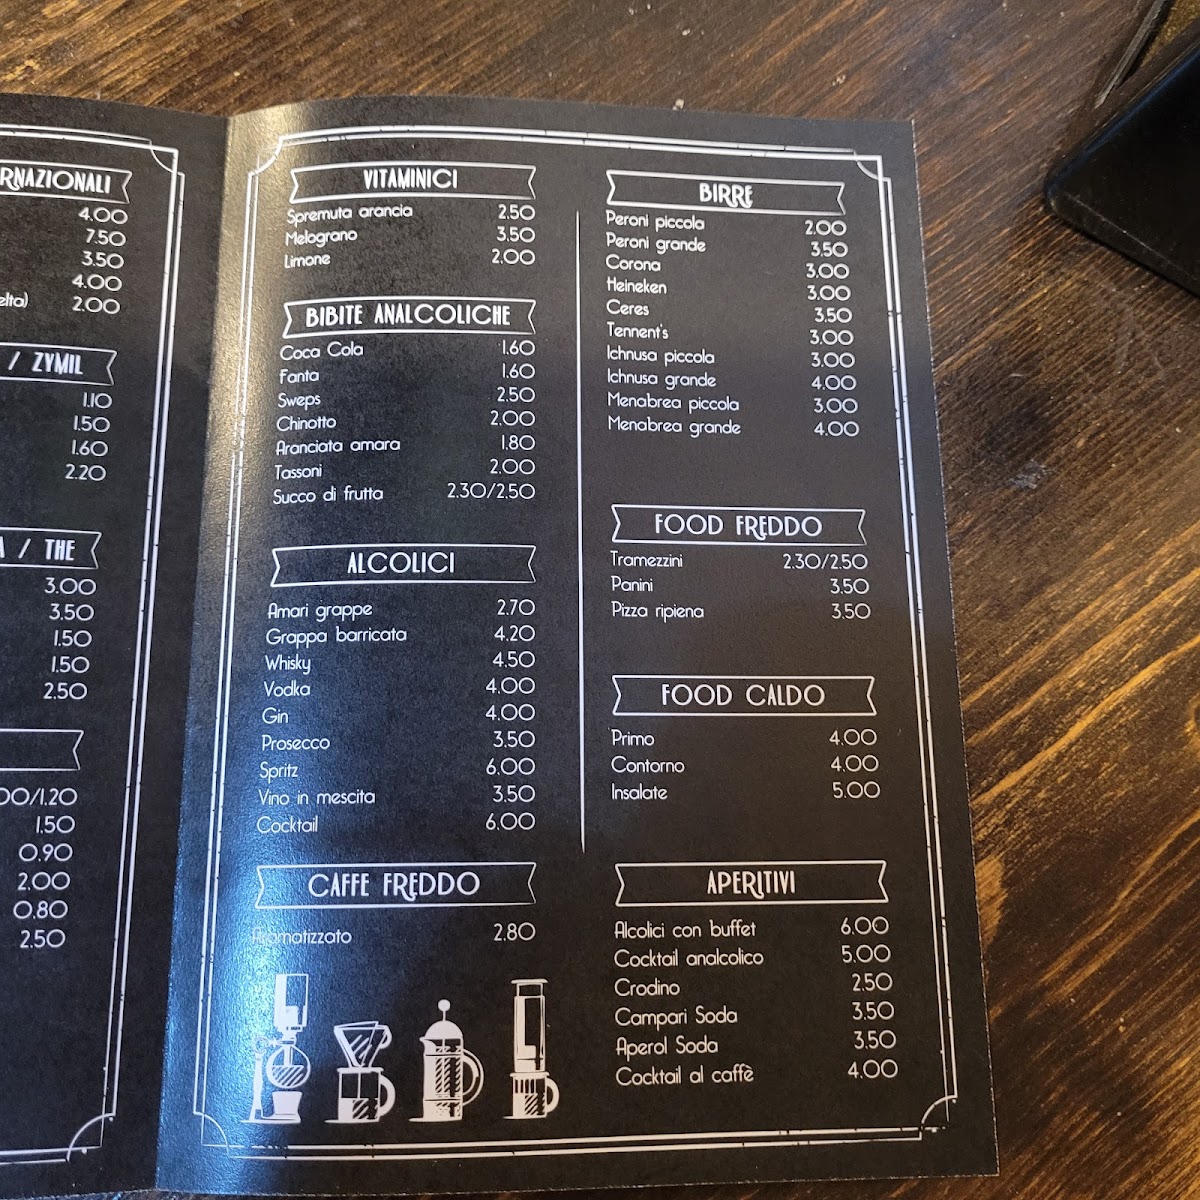 RNAZIONALI
4.00
7.50
3.50
4.00
elta) 2.00
/ ZYMIL
1.10
1.50
1.60
2.20
A / THE
3.00
3.50
1.50
1.50
2.50
00/1.20
1.50
0.90
2.00
0.80
2.50
VITAMINICI
Spremuta arancia 2.50
Melograno 3.50
Limone 2.00
BIBITE ANALCOLICHE
Coca Cola 1.60
Fanta 1.60
Sweps 2.50
Chinotto 2.00
Aranciata amara 1.80
Tassoni 2.00
Succo di frutta 2.30/2.50
ALCOLICI
Amari grappe 2.70
Grappa barricata 4.20
Whisky 4.50
Vodka 4.00
Gin 4.00
Prosecco 3.50
Spritz 6.00
Vino in mescita 3.50
Cocktail 6.00
CAFFE FREDDO
Aromatizzato 2.80
BIRRE
Peroni piccola 2.00
Peroni grande 3.50
Corona 3.00
Heineken 3.00
Ceres 3.50
Tennent's 3.00
Ichnusa piccola 3.00
Ichnusa grande 4.00
Menabrea piccola 3.00
Menabrea grande 4.00
FOOD FREDDO
Tramezzini 2.30/2.50
Panini 3.50
Pizza ripiena 3.50
FOOD CALDO
Primo 4.00
Contorno 4.00
Insalate 5.00
APERITIVI
Alcolici con buffet 6.00
Cocktail analcolico 5.00
Crodino 2.50
Campari Soda 3.50
Aperol Soda 3.50
Cocktail al caffè 4.00